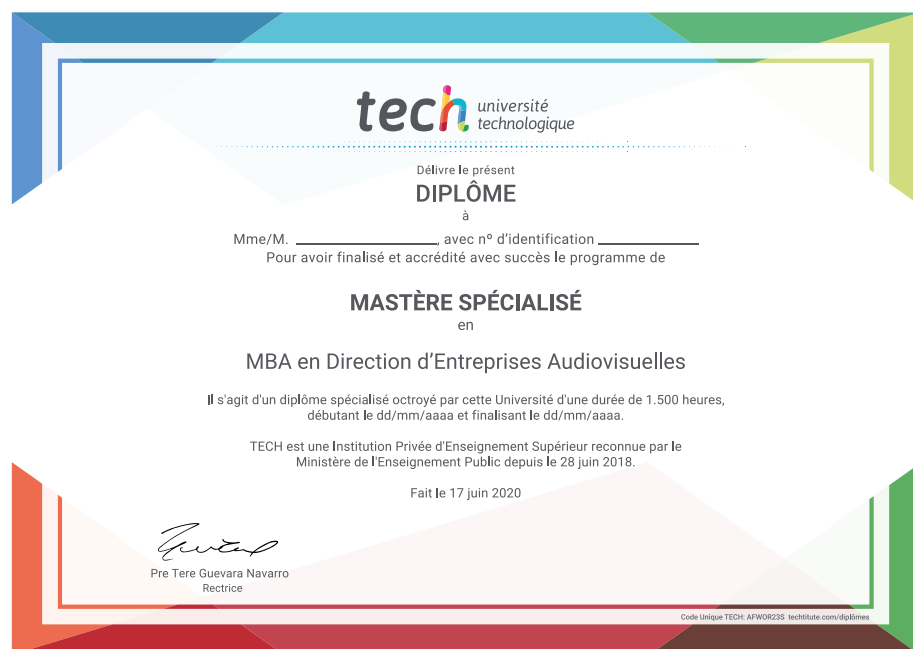 tech université
technologique
Délivre le présent
DIPLÔME
à
Mme/M. ____________________, avec nº d'identification ______________
Pour avoir finalisé et accrédité avec succès le programme de
MASTÈRE SPÉCIALISÉ
en
MBA en Direction d'Entreprises Audiovisuelles
Il s'agit d'un diplôme spécialisé octroyé par cette Université d'une durée de 1.500 heures,
débutant le dd/mm/aaaa et finalisant le dd/mm/aaaa.
TECH est une Institution Privée d'Enseignement Supérieur reconnue par le
Ministère de l'Enseignement Public depuis le 28 juin 2018.
Fait le 17 juin 2020
Pre Tere Guevara Navarro
Rectrice
Code Unique TECH: AFWOR23S techtitute.com/diplômes